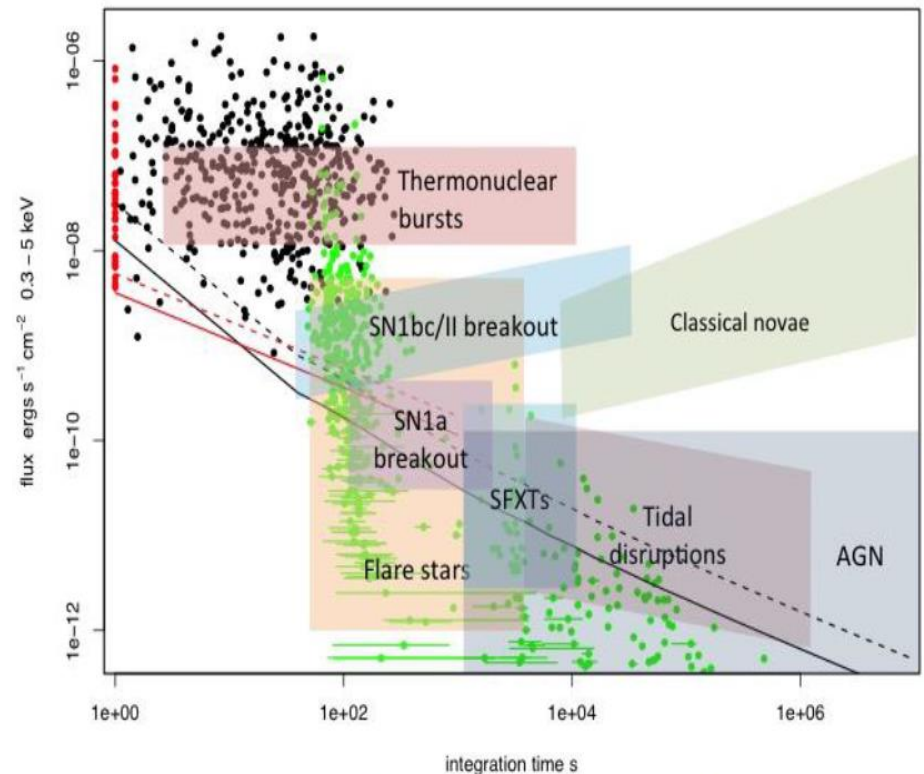 1e-06
1e-08
1e-10
1e-12
flux ergs s⁻¹ cm⁻² 0.3 – 5 keV
Thermonuclear
bursts
SN1bc/II breakout
Classical novae
SN1a
breakout
SFXTs
Tidal
disruptions
AGN
Flare stars
1e+00 1e+02 1e+04 1e+06
integration time s